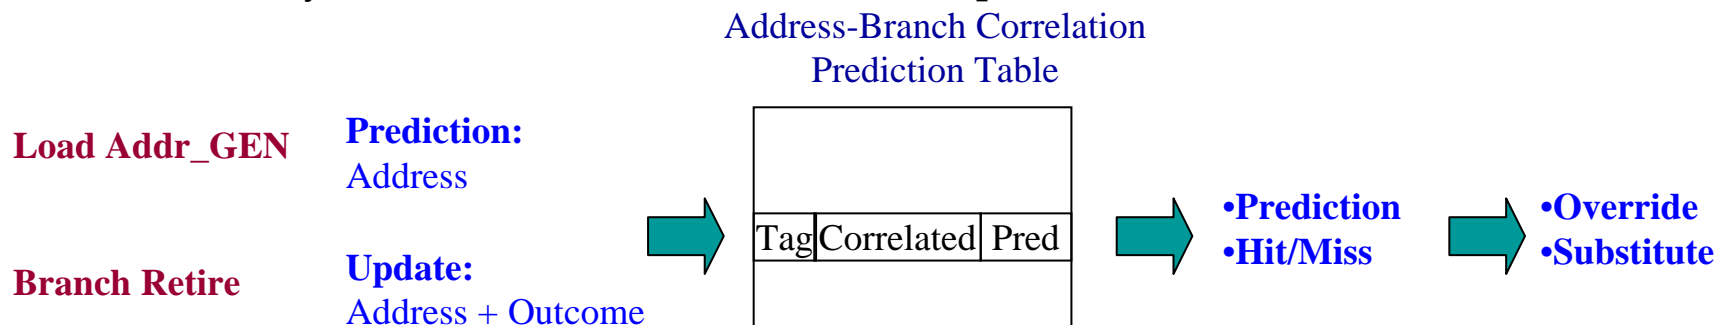 Address-Branch Correlation
Prediction Table
Load Addr_GEN
Prediction:
Address
Branch Retire
Update:
Address + Outcome
Tag Correlated Pred
•Prediction
•Hit/Miss
•Override
•Substitute